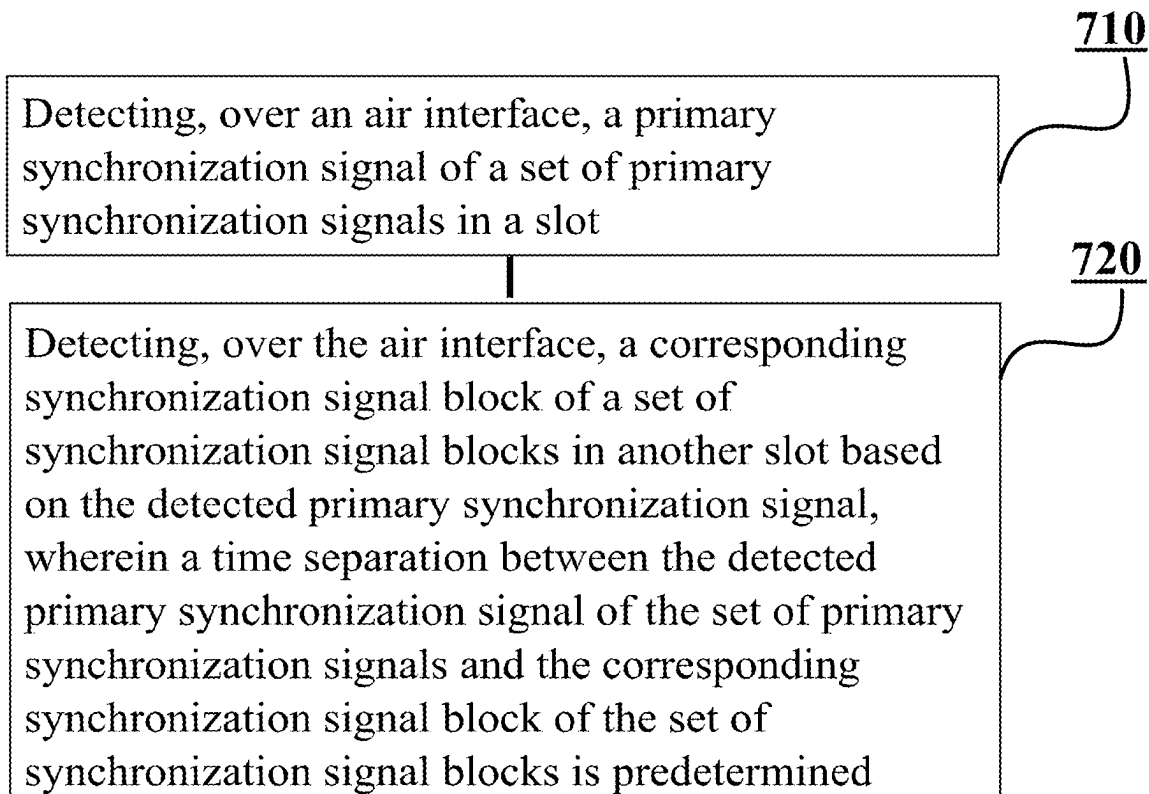 710
Detecting, over an air interface, a primary
synchronization signal of a set of primary
synchronization signals in a slot
720
Detecting, over the air interface, a corresponding
synchronization signal block of a set of
synchronization signal blocks in another slot based
on the detected primary synchronization signal,
wherein a time separation between the detected
primary synchronization signal of the set of primary
synchronization signals and the corresponding
synchronization signal block of the set of
synchronization signal blocks is predetermined